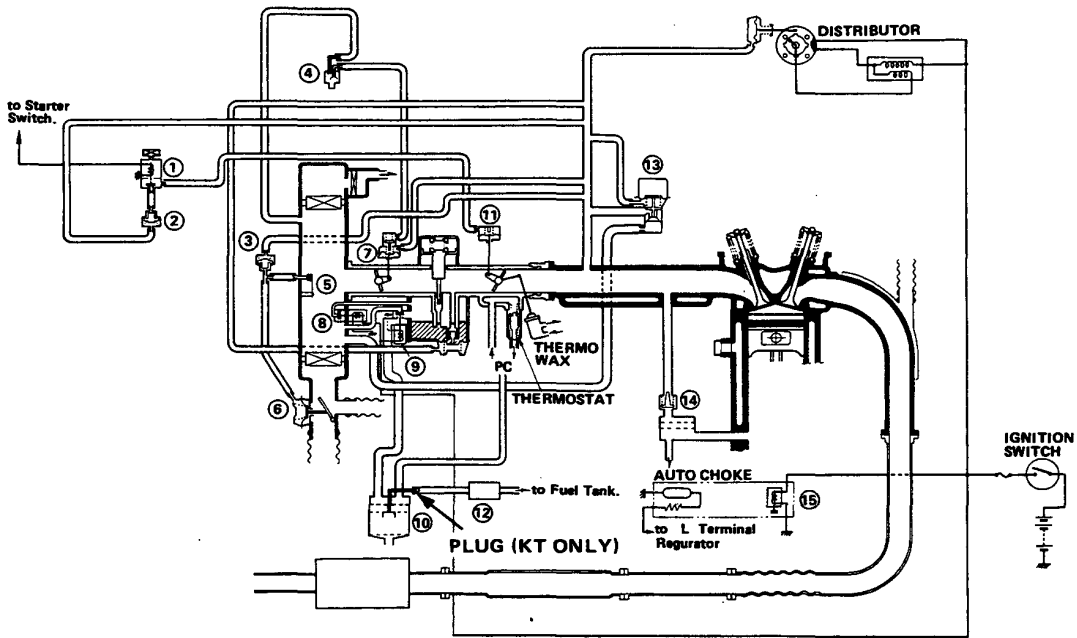 DISTRIBUTOR
④
to Starter
Switch.
①
⑬
②
③
⑦
⑪
⑤
⑧
⑨
THERMO
WAX
PC
THERMOSTAT
⑥
⑭
IGNITION
SWITCH
AUTO CHOKE
to Fuel Tank.
⑩
⑫
⑮
to L Terminal
Regurator
PLUG (KT ONLY)